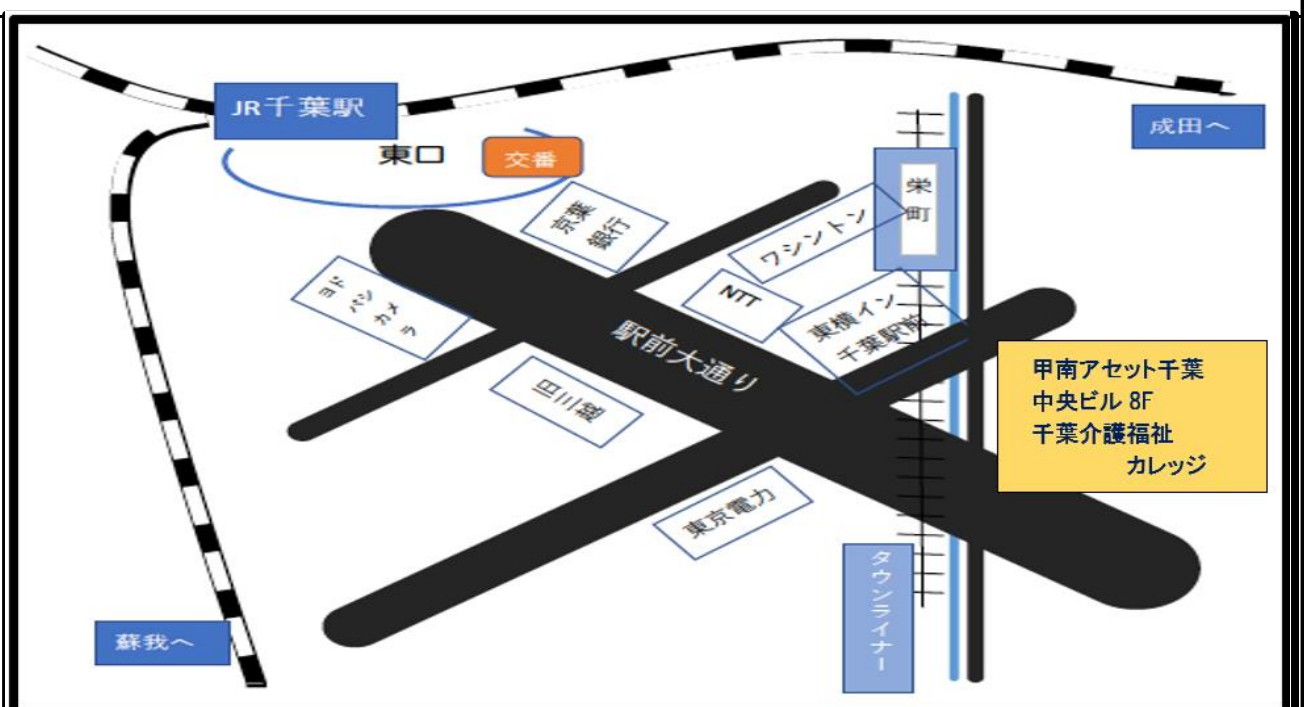 JR千葉駅
東口
交番
成田へ
京葉
銀行
ワシントン
栄
町
ヨド
バシ
カメ
ラ
NTT
東横イン
千葉駅前
駅前大通り
旧三越
甲南アセット千葉
中央ビル 8F
千葉介護福祉
カレッジ
東京電力
タウンライナー
蘇我へ